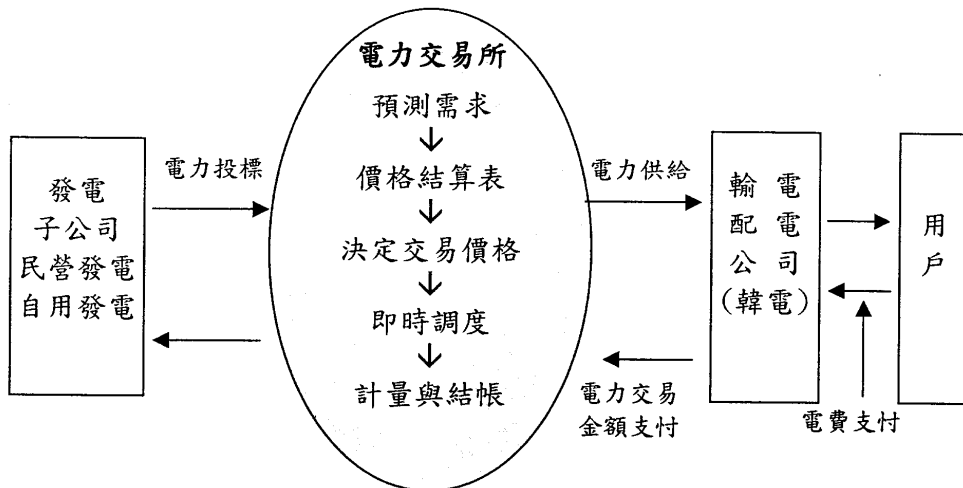 電力交易所
預測需求
價格結算表
決定交易價格
即時調度
計量與結帳
發電
子公司
民營發電
自用發電
電力投標
電力供給
輸電
配電
公司
(韓電)
用
戶
電力交易
金額支付
電費支付